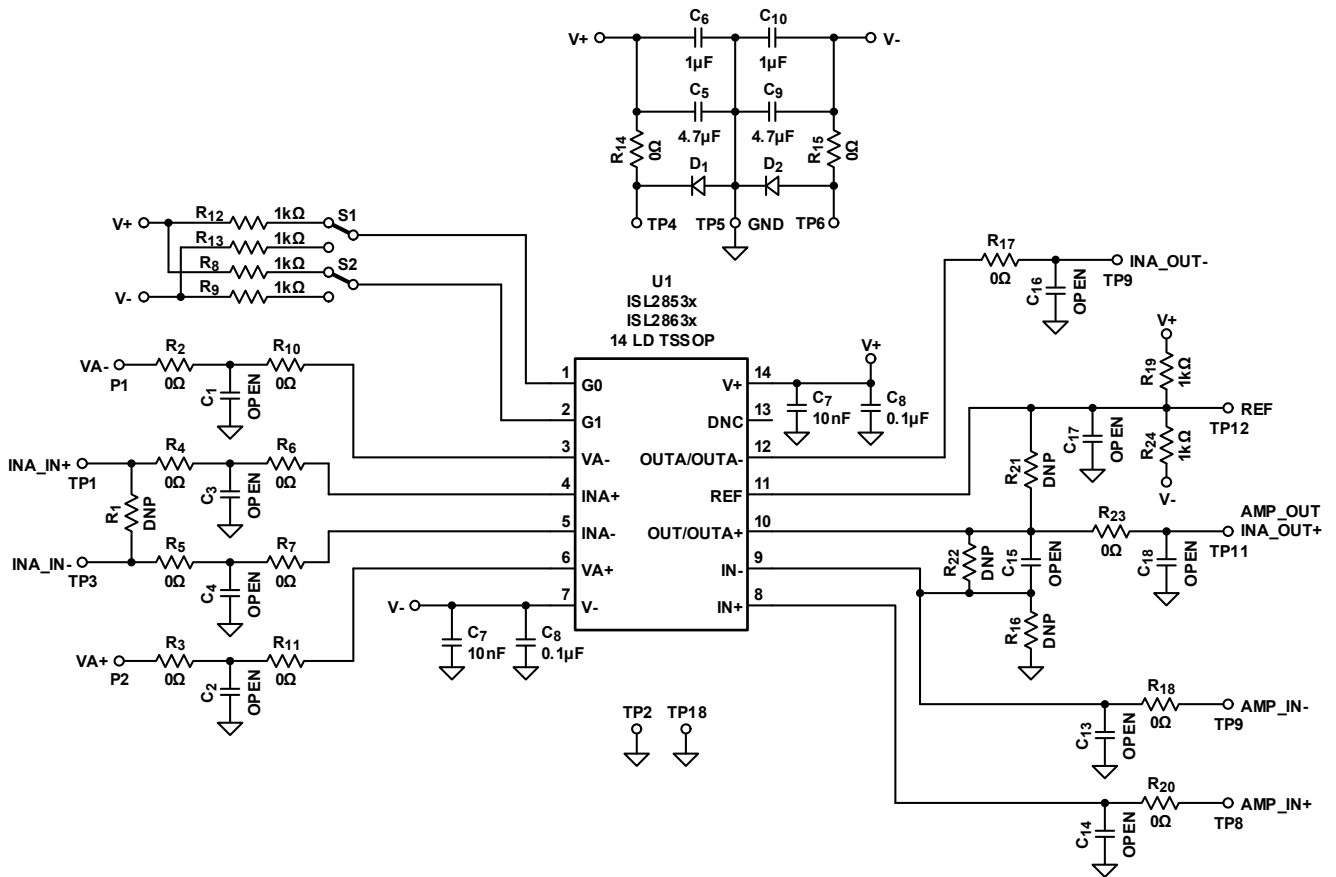 C6
C10
V+
V-
1µF
1µF
C5
C9
4.7µF
4.7µF
R14
0Ω
R15
0Ω
D1
D2
TP4
TP5
GND
TP6
V+
R12
1kΩ
S1
R13
1kΩ
R8
1kΩ
S2
V-
R9
1kΩ
U1
ISL2853x
ISL2863x
14 LD TSSOP
R17
0Ω
INA_OUT-
TP9
C16
OPEN
VA-
P1
R2
0Ω
R10
0Ω
C1
OPEN
INA_IN+
TP1
R4
0Ω
R6
0Ω
C3
OPEN
R1
DNP
INA_IN-
TP3
R5
0Ω
R7
0Ω
C4
OPEN
VA+
P2
R3
0Ω
R11
0Ω
C2
OPEN
1
G0
2
G1
3
VA-
4
INA+
5
INA-
6
VA+
7
V-
V+
14
DNC
13
OUTA/OUTA-
12
REF
11
OUT/OUTA+
10
IN-
9
IN+
8
V+
C7
10nF
C8
0.1µF
V-
C7
10nF
C8
0.1µF
V+
R19
1kΩ
REF
TP12
R24
1kΩ
V-
C17
OPEN
R21
DNP
AMP_OUT
INA_OUT+
TP11
R23
0Ω
C18
OPEN
R22
DNP
C15
OPEN
R16
DNP
R18
0Ω
AMP_IN-
TP9
C13
OPEN
R20
0Ω
AMP_IN+
TP8
C14
OPEN
TP2
TP18